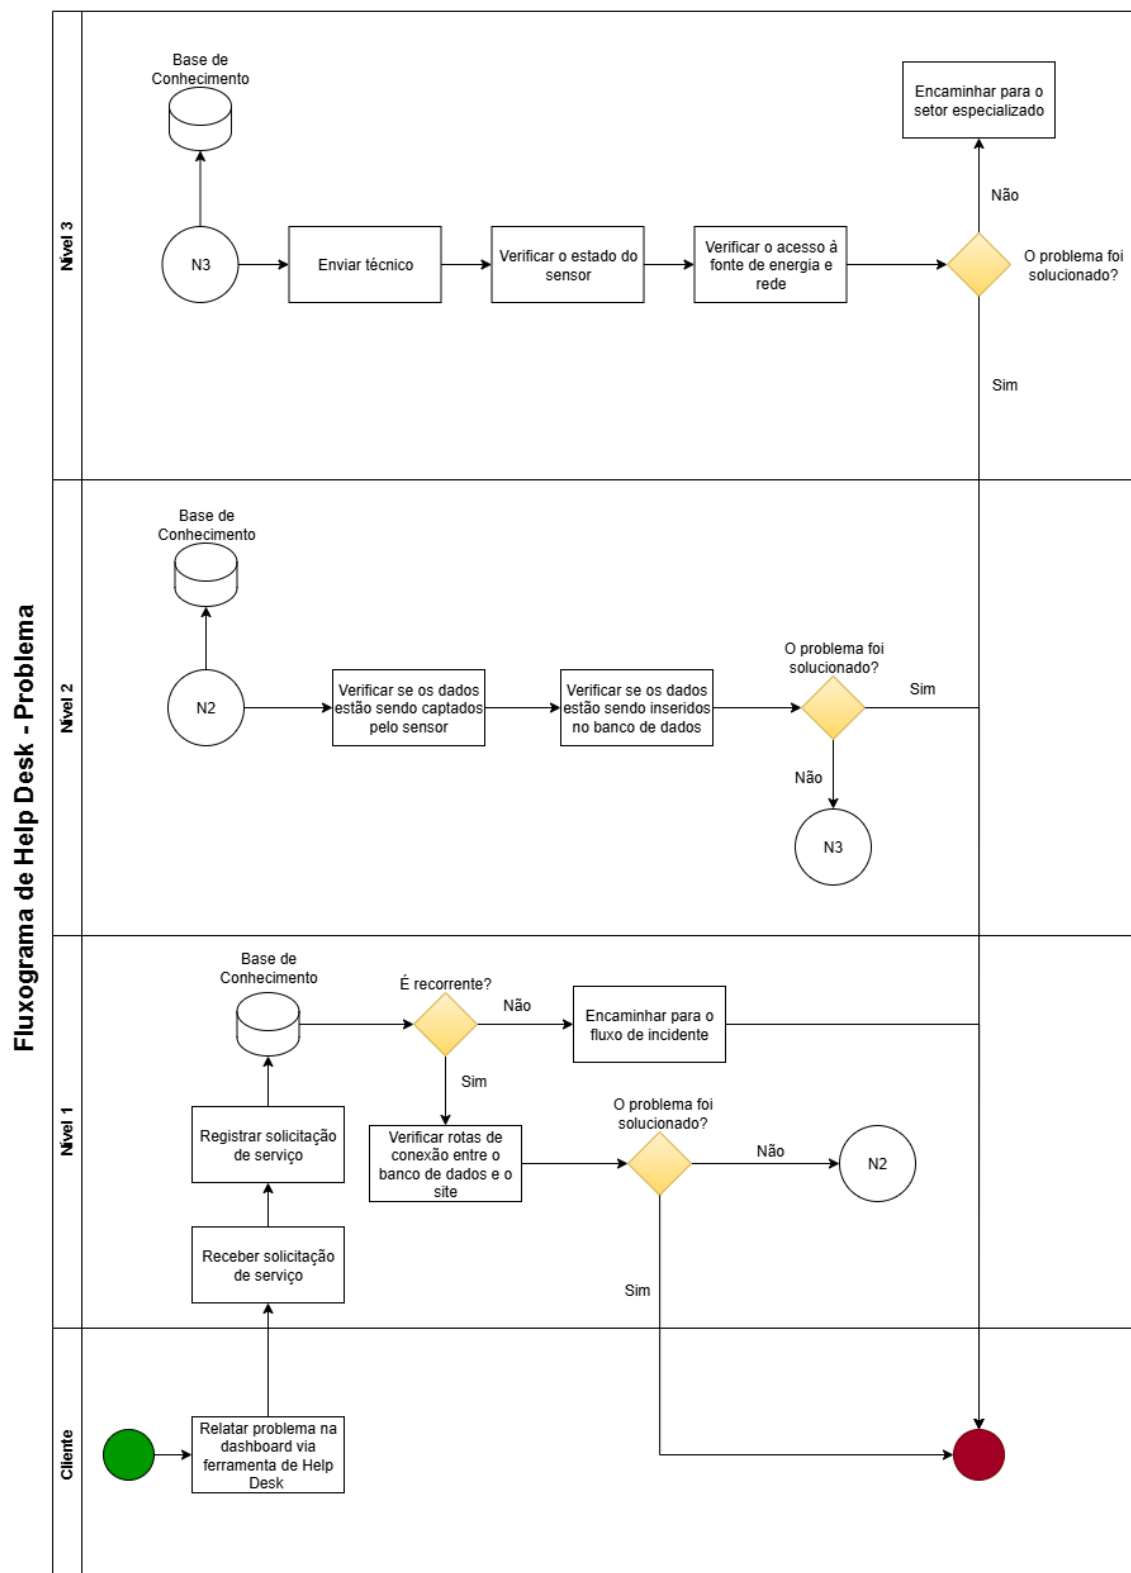 Fluxograma de Help Desk - Problema
Nível 3
Base de
Conhecimento
N3
Enviar técnico
Verificar o estado do
sensor
Verificar o acesso à
fonte de energia e
rede
Encaminhar para o
setor especializado
Não
O problema foi
solucionado?
Sim
Nível 2
Base de
Conhecimento
N2
Verificar se os dados
estão sendo captados
pelo sensor
Verificar se os dados
estão sendo inseridos
no banco de dados
O problema foi
solucionado?
Sim
Não
N3
Nível 1
Base de
Conhecimento
É recorrente?
Não
Encaminhar para o
fluxo de incidente
Sim
Registrar solicitação
de serviço
Verificar rotas de
conexão entre o
banco de dados e o
site
O problema foi
solucionado?
Não
N2
Receber solicitação
de serviço
Sim
Cliente
Relatar problema na
dashboard via
ferramenta de Help
Desk